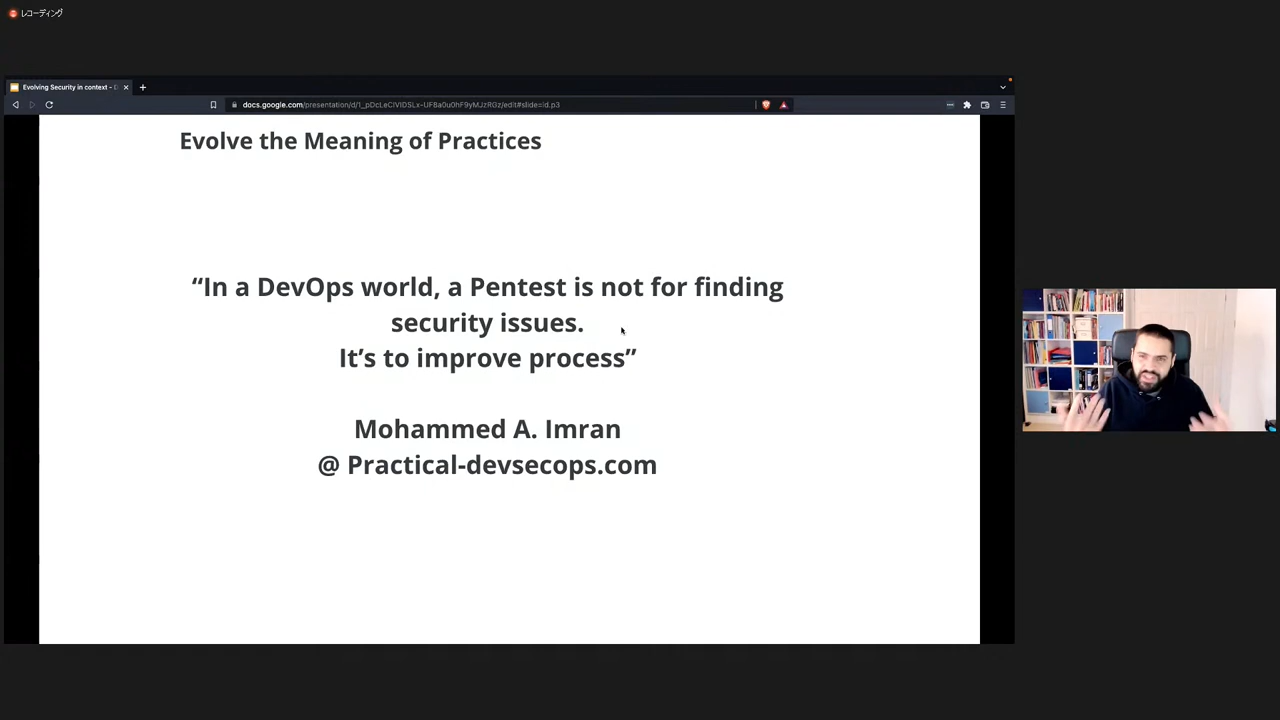 レコーディング
Evolving Security in context - D
docs.google.com/presentation/d/1_pDcLeCIVIDSLx-UFBa0u0hF9yMJzRGz/edit#slide=id.p3
Evolve the Meaning of Practices
“In a DevOps world, a Pentest is not for finding
security issues.
It’s to improve process”
Mohammed A. Imran
@ Practical-devsecops.com